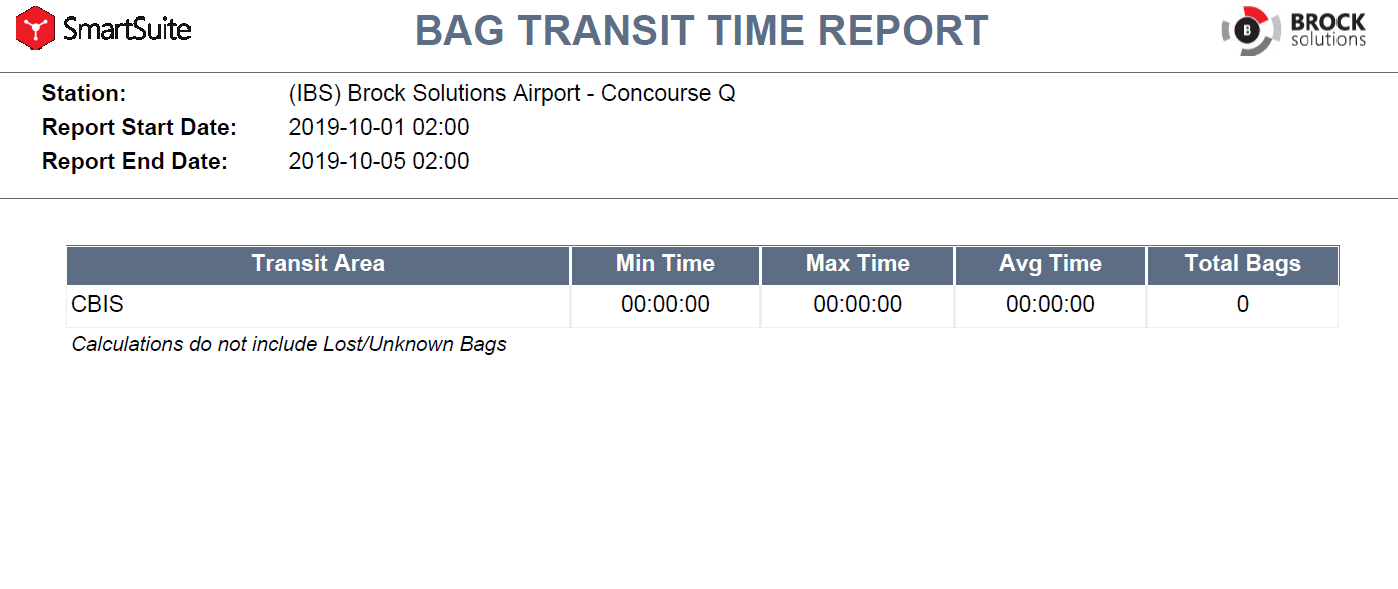 SmartSuite
BAG TRANSIT TIME REPORT
B
BROCK
solutions
Station: (IBS) Brock Solutions Airport - Concourse Q
Report Start Date: 2019-10-01 02:00
Report End Date: 2019-10-05 02:00
Transit Area Min Time Max Time Avg Time Total Bags
CBIS 00:00:00 00:00:00 00:00:00 0
Calculations do not include Lost/Unknown Bags